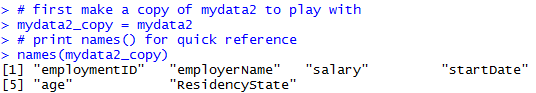 > # first make a copy of mydata2 to play with
> mydata2_copy = mydata2
> # print names() for quick reference
> names(mydata2_copy)
[1] "employmentID" "employerName" "salary" "startDate"
[5] "age" "ResidencyState"